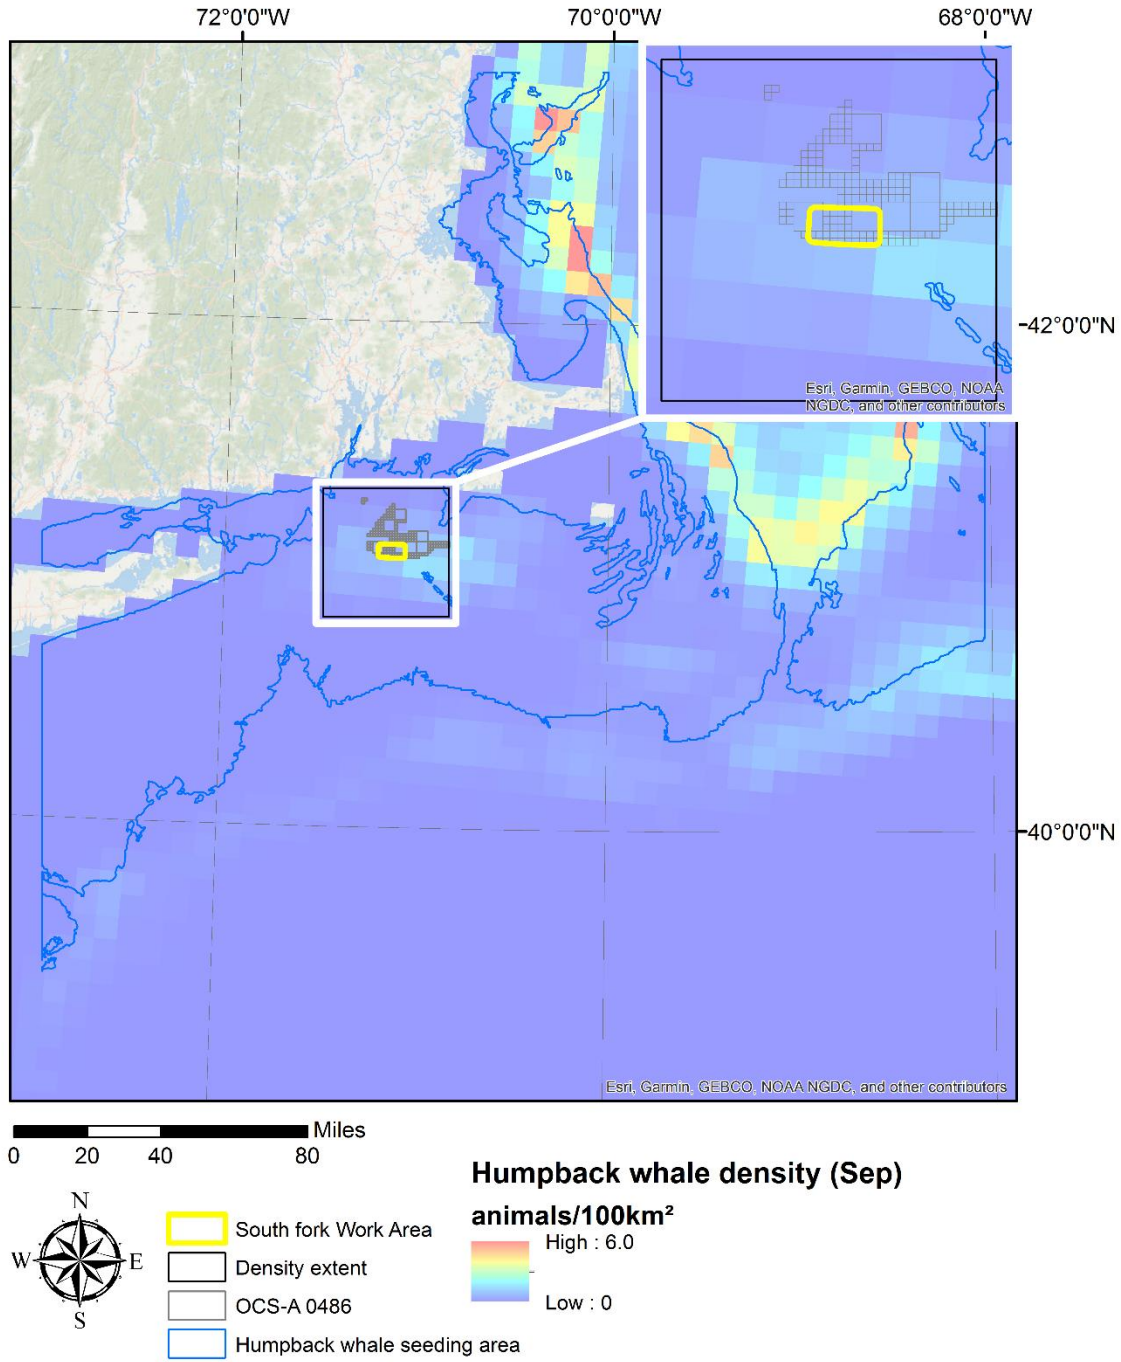 72°0'0"W
70°0'0"W
68°0'0"W
Esri, Garmin, GEBCO, NOAA
NGDC, and other contributors
42°0'0"N
40°0'0"N
Esri, Garmin, GEBCO, NOAA NGDC, and other contributors
Miles
0 20 40 80
Humpback whale density (Sep)
animals/100km²
High : 6.0
Low : 0
N
W E
S
South fork Work Area
Density extent
OCS-A 0486
Humpback whale seeding area